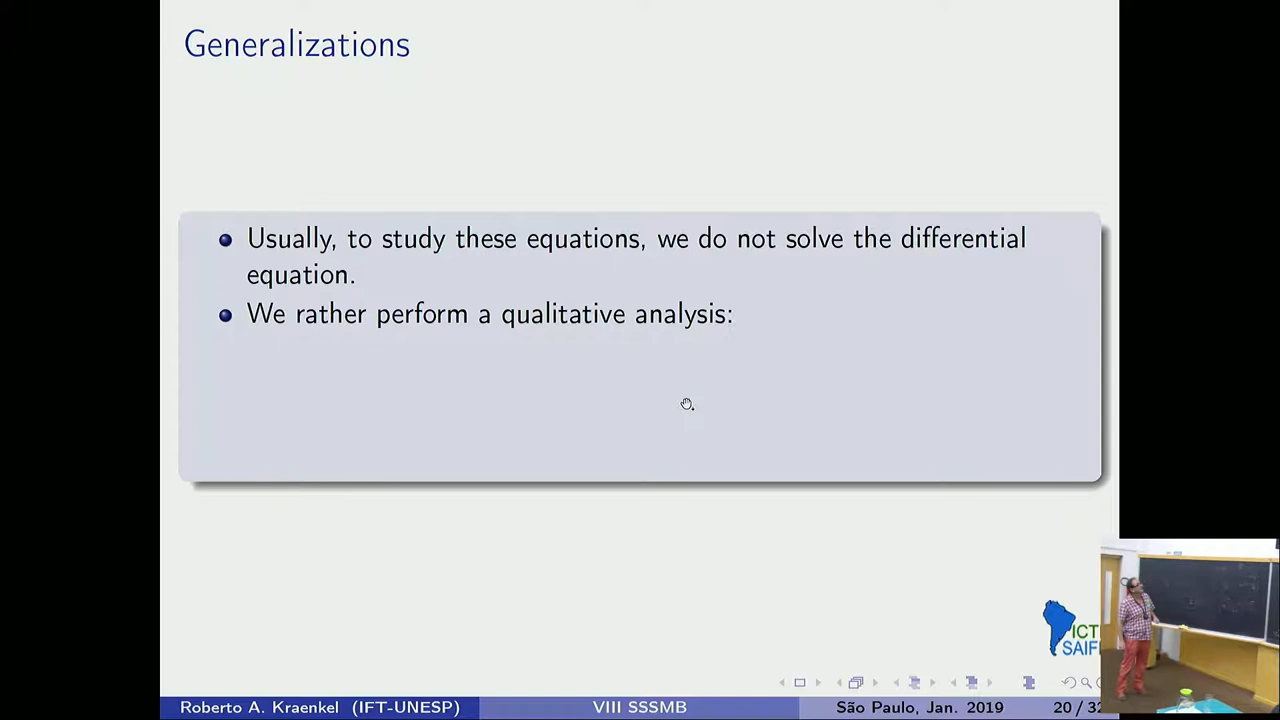 Generalizations
Usually, to study these equations, we do not solve the differential
equation.
We rather perform a qualitative analysis:
ICT
SAIF
Roberto A. Kraenkel (IFT-UNESP)
VIII SSSMB
São Paulo, Jan. 2019
20 / 32